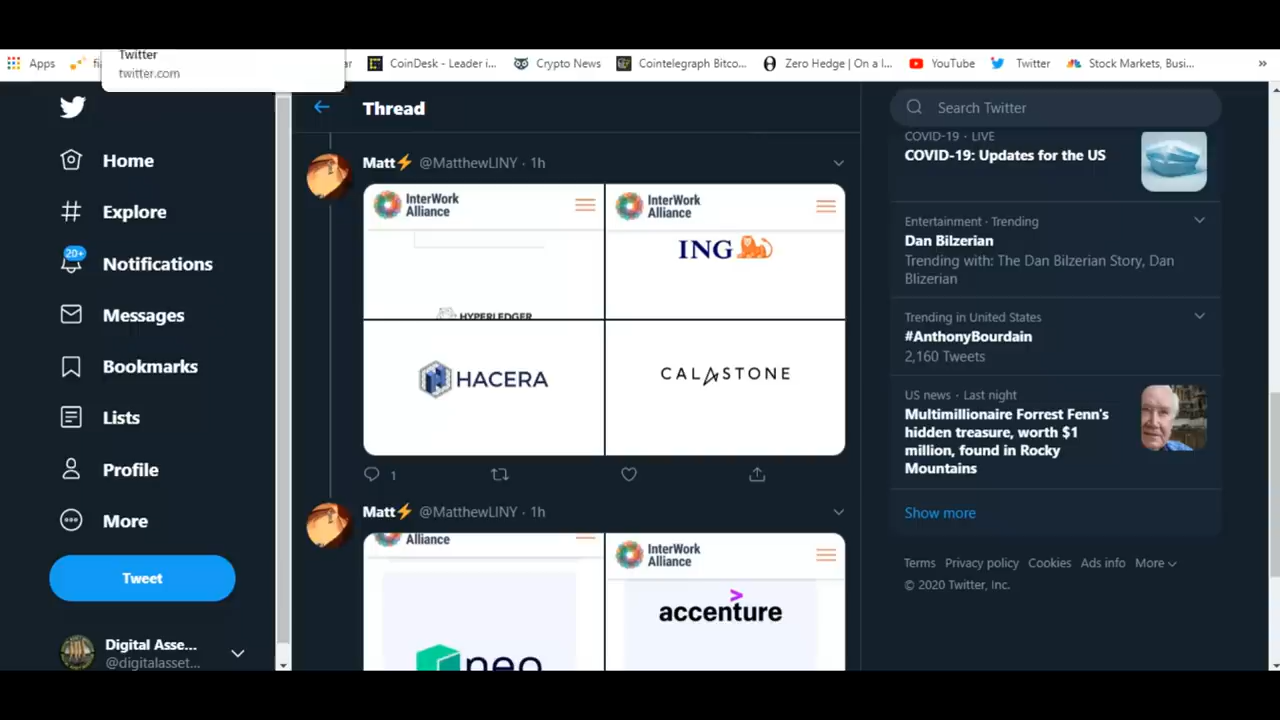 Twitter
twitter.com
Apps
CoinDesk - Leader i...
Crypto News
Cointelegraph Bitco...
Zero Hedge | On a l...
YouTube
Twitter
Stock Markets, Busi...
»
Home
Explore
20+
Notifications
Messages
Bookmarks
Lists
Profile
More
Tweet
Digital Asse...
@digitalasset...
Thread
Matt⚡ @MatthewLINY · 1h
InterWork
Alliance
HYPERLEDGER
InterWork
Alliance
ING
HACERA
CALASTONE
1
Matt⚡ @MatthewLINY · 1h
Alliance
neo
InterWork
Alliance
accenture
Search Twitter
COVID-19 · LIVE
COVID-19: Updates for the US
Entertainment · Trending
Dan Bilzerian
Trending with: The Dan Bilzerian Story, Dan
Bilzerian
Trending in United States
#AnthonyBourdain
2,160 Tweets
US news · Last night
Multimillionaire Forrest Fenn's
hidden treasure, worth $1
million, found in Rocky
Mountains
Show more
Terms Privacy policy Cookies Ads info More
© 2020 Twitter, Inc.